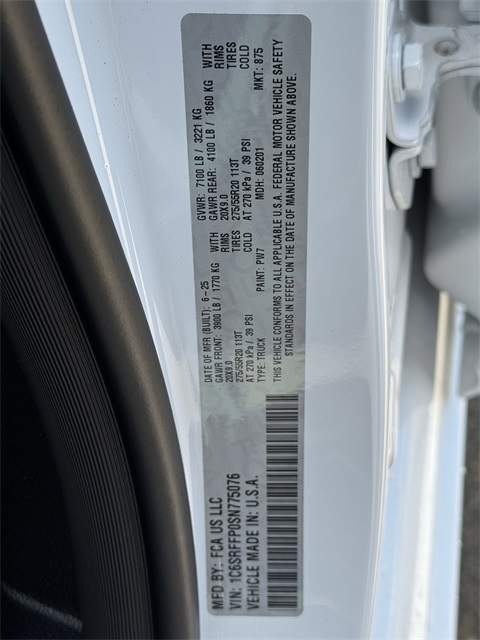 MFD BY: FCA US LLC
VIN: 1C6SRFFP0SN775076
VEHICLE MADE IN: U.S.A.
DATE OF MFR (BUILT): 6-25 GVWR: 7100 LB / 3221 KG
GAWR FRONT: 3900 LB / 1770 KG WITH GAWR REAR: 4100 LB / 1860 KG WITH
20X9.0 RIMS 20X9.0 RIMS
275/55R20 113T TIRES 275/55R20 113T TIRES
AT 270 kPa / 39 PSI COLD AT 270 kPa / 39 PSI COLD
TYPE: TRUCK PAINT: PW7 MDH: 060201 MKT: 875
THIS VEHICLE CONFORMS TO ALL APPLICABLE U.S.A. FEDERAL MOTOR VEHICLE SAFETY
STANDARDS IN EFFECT ON THE DATE OF MANUFACTURE SHOWN ABOVE.